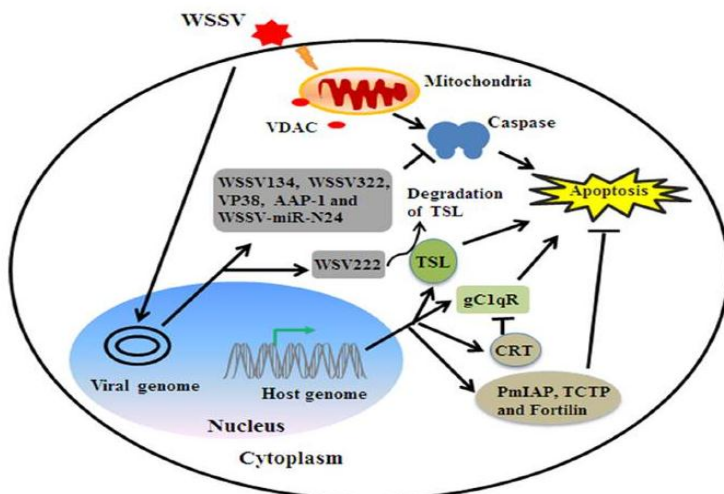 WSSV
Mitochondria
VDAC
Caspase
WSSV134, WSSV322,
VP38, AAP-1 and
WSSV-miR-N24
Degradation
of TSL
Apoptosis
WSV222
TSL
gC1qR
CRT
Viral genome
Host genome
PmIAP, TCTP
and Fortilin
Nucleus
Cytoplasm